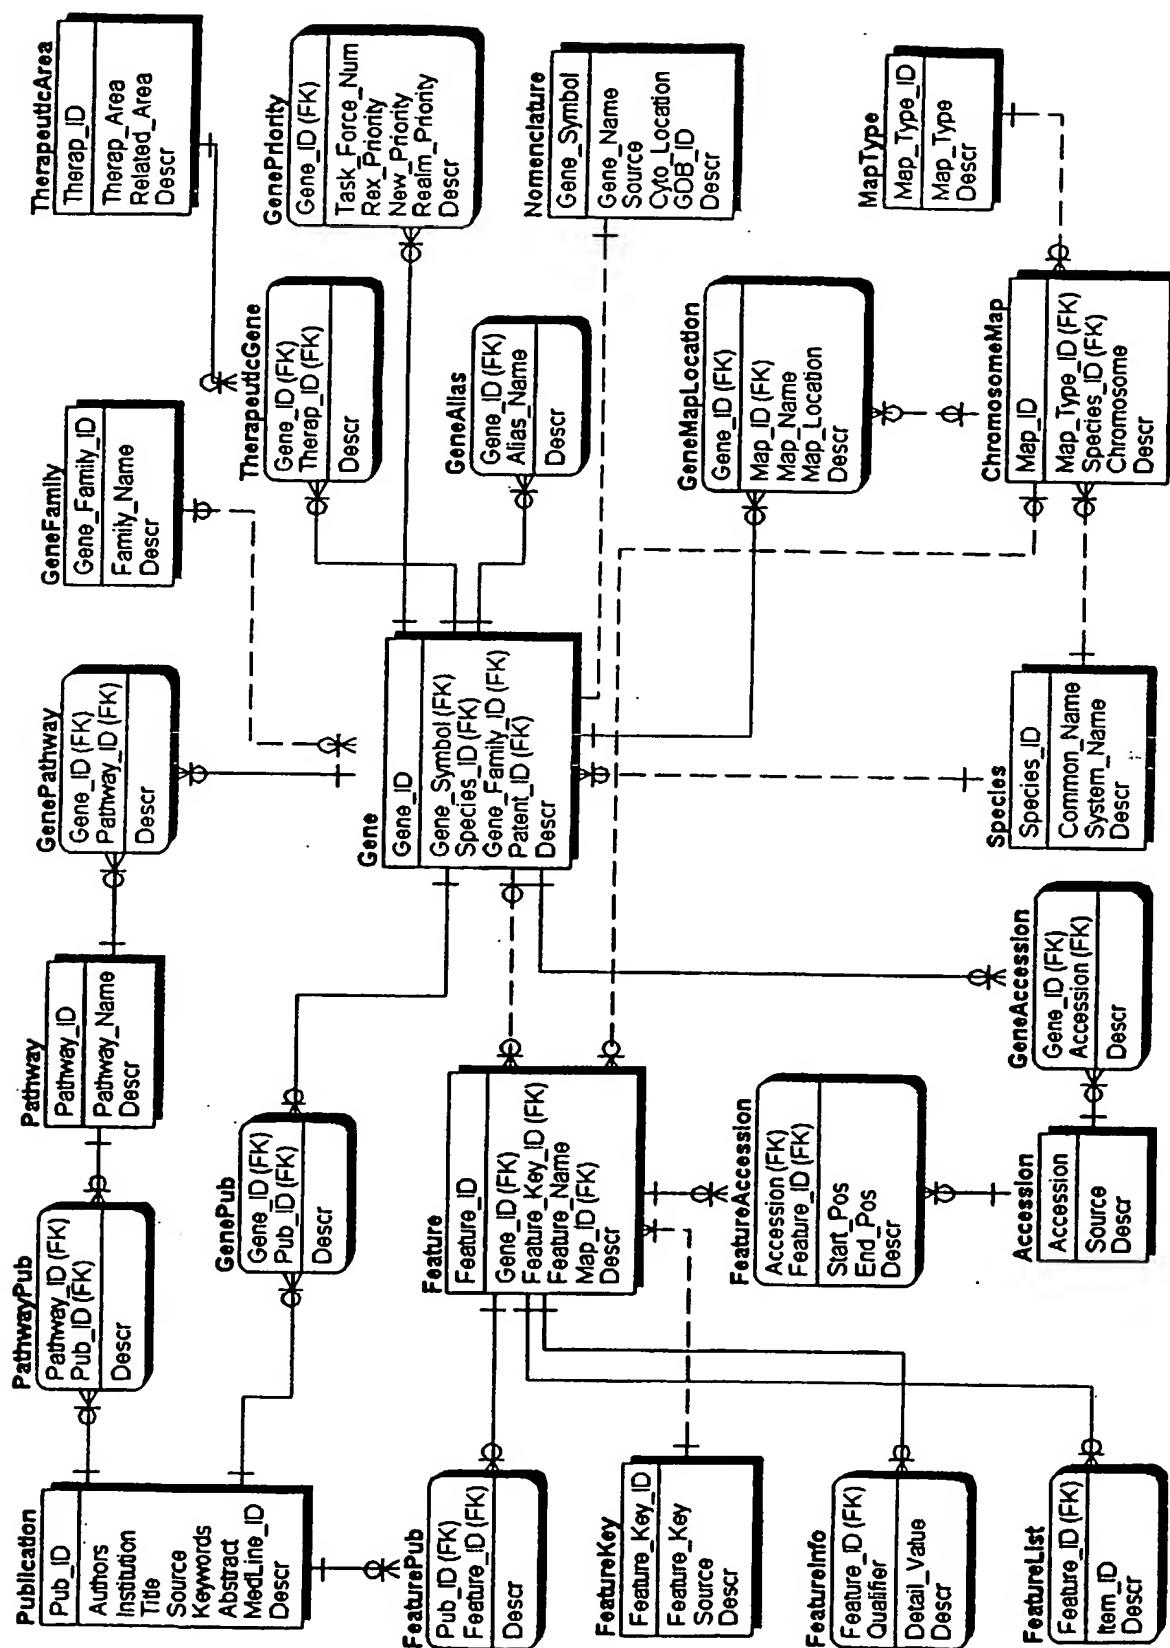 Publication
Pub_ID
Authors
Institution
Title
Source
Keywords
Abstract
MedLine_ID
Descr
PathwayPub
Pathway_ID (FK)
Pub_ID (FK)
Descr
Pathway
Pathway_ID
Pathway_Name
Descr
GenePathway
Gene_ID (FK)
Pathway_ID (FK)
Descr
GeneFamily
Gene_Family_ID
Family_Name
Descr
TherapeuticArea
Therap_ID
Therap_Area
Related_Area
Descr
FeaturePub
Pub_ID (FK)
Feature_ID (FK)
Descr
GenePub
Gene_ID (FK)
Pub_ID (FK)
Descr
TherapeuticGene
Gene_ID (FK)
Therap_ID (FK)
Descr
GenePriority
Gene_ID (FK)
Task_Force_Num
Rex_Priority
New_Priority
Realm_Priority
Descr
Gene
Gene_ID
Gene_Symbol (FK)
Species_ID (FK)
Gene_Family_ID (FK)
Patent_ID (FK)
Descr
GeneAlias
Gene_ID (FK)
Alias_Name
Descr
Nomenclature
Gene_Symbol
Gene_Name
Source
Cyto_Location
GDB_ID
Descr
FeatureKey
Feature_Key_ID
Feature_Key
Source
Descr
Feature
Feature_ID
Gene_ID (FK)
Feature_Key_ID (FK)
Feature_Name
Map_ID (FK)
Descr
GeneMapLocation
Gene_ID (FK)
Map_ID (FK)
Map_Name
Map_Location
Descr
MapType
Map_Type_ID
Map_Type
Descr
FeatureInfo
Feature_ID (FK)
Qualifier
Detail_Value
Descr
FeatureAccession
Accession (FK)
Feature_ID (FK)
Start_Pos
End_Pos
Descr
FeatureList
Feature_ID (FK)
Item_ID
Descr
Accession
Accession
Source
Descr
GeneAccession
Gene_ID (FK)
Accession (FK)
Descr
Species
Species_ID
Common_Name
System_Name
Descr
ChromosomeMap
Map_ID
Map_Type_ID (FK)
Species_ID (FK)
Chromosome
Descr